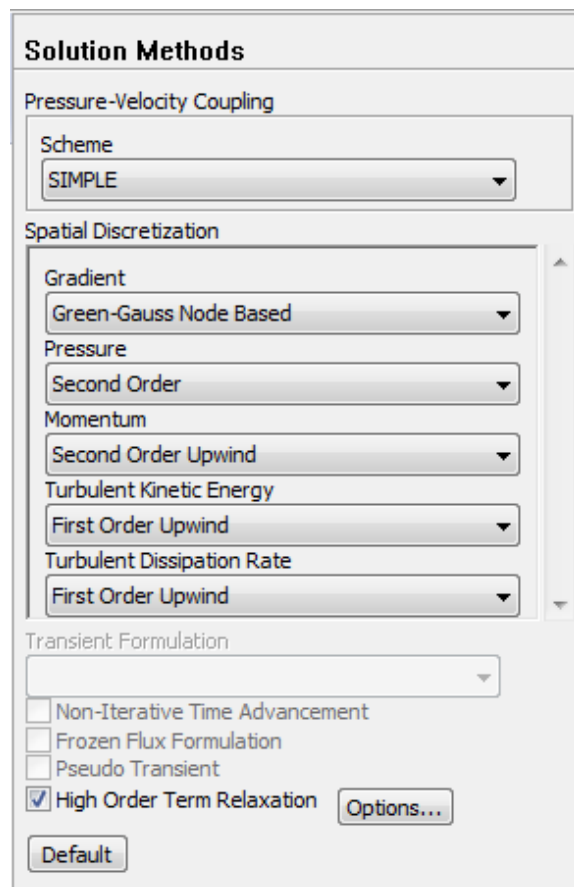 Solution Methods
Pressure-Velocity Coupling
Scheme
SIMPLE
Spatial Discretization
Gradient
Green-Gauss Node Based
Pressure
Second Order
Momentum
Second Order Upwind
Turbulent Kinetic Energy
First Order Upwind
Turbulent Dissipation Rate
First Order Upwind
Transient Formulation
Non-Iterative Time Advancement
Frozen Flux Formulation
Pseudo Transient
High Order Term Relaxation Options...
Default